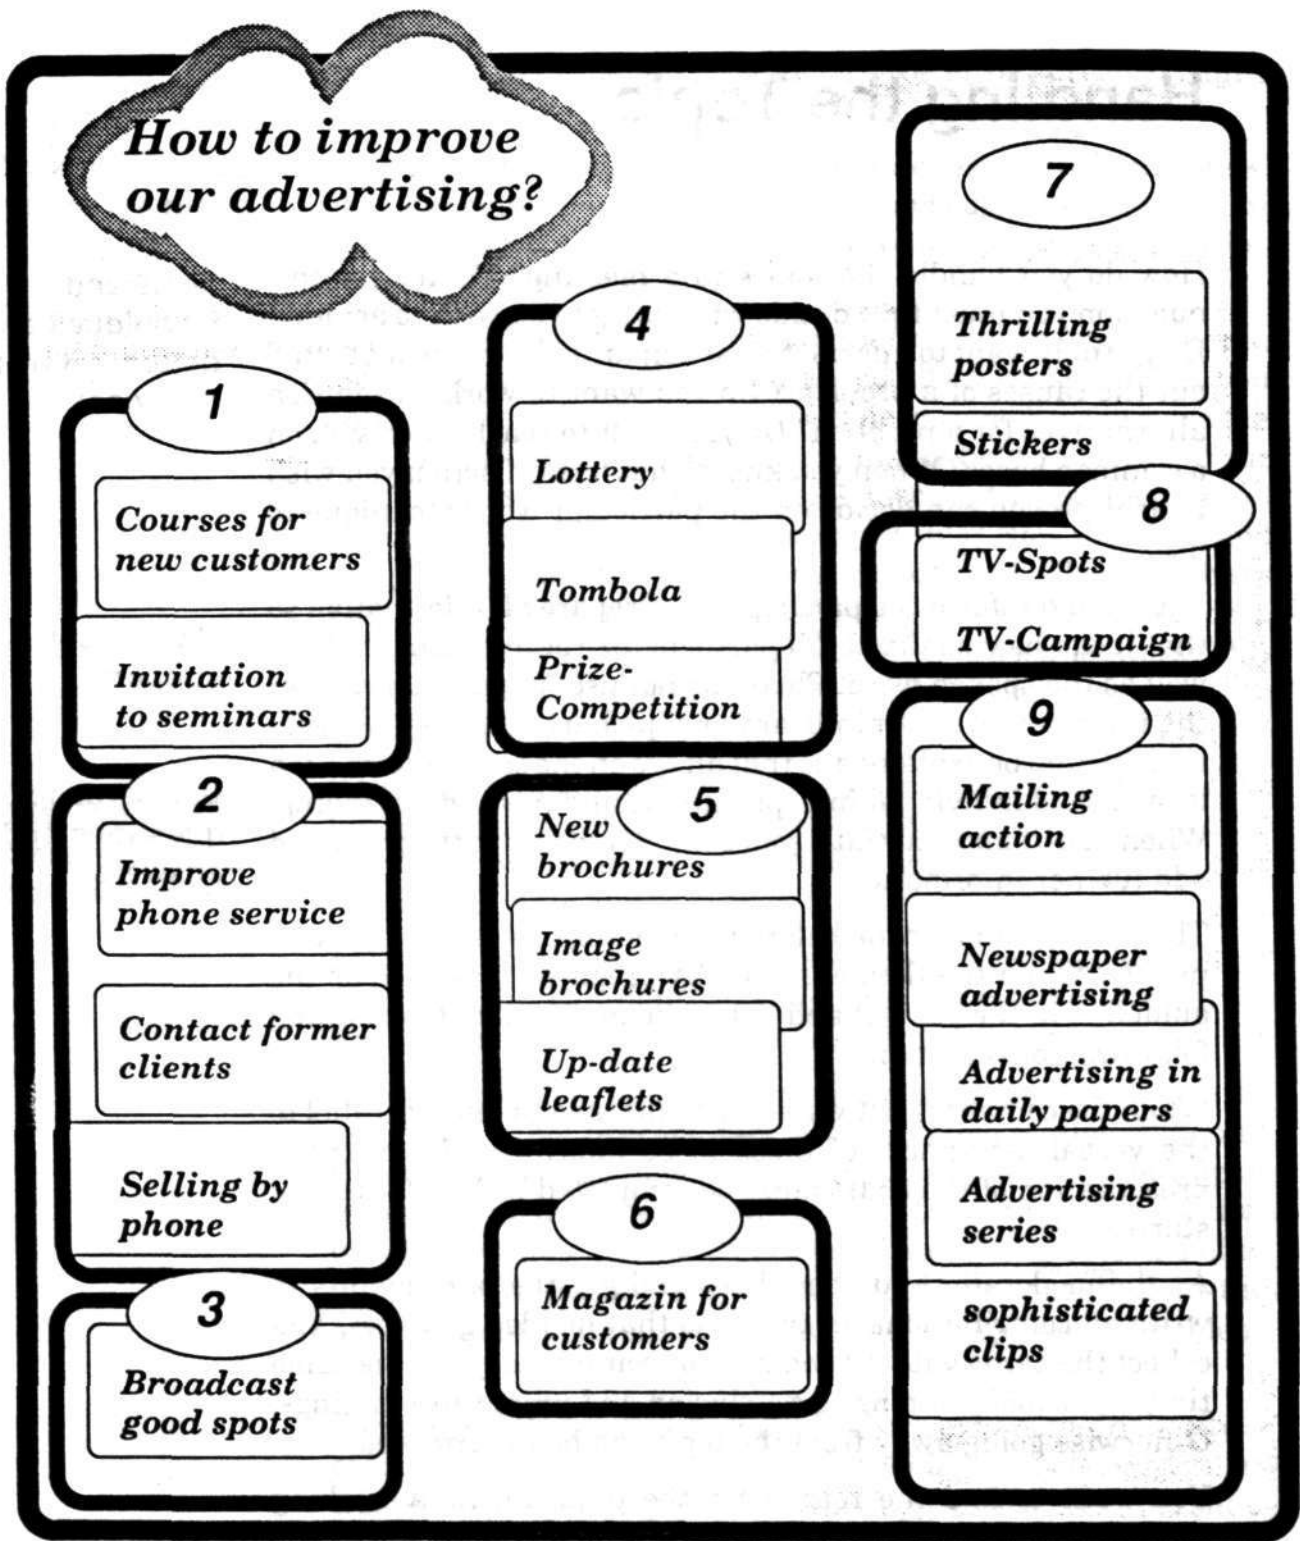 How to improve
our advertising?
1
Courses for
new customers
Invitation
to seminars
2
Improve
phone service
Contact former
clients
Selling by
phone
3
Broadcast
good spots
4
Lottery
Tombola
Prize-
Competition
5
New
brochures
Image
brochures
Up-date
leaflets
6
Magazin for
customers
7
Thrilling
posters
Stickers
8
TV-Spots
TV-Campaign
9
Mailing
action
Newspaper
advertising
Advertising in
daily papers
Advertising
series
sophisticated
clips